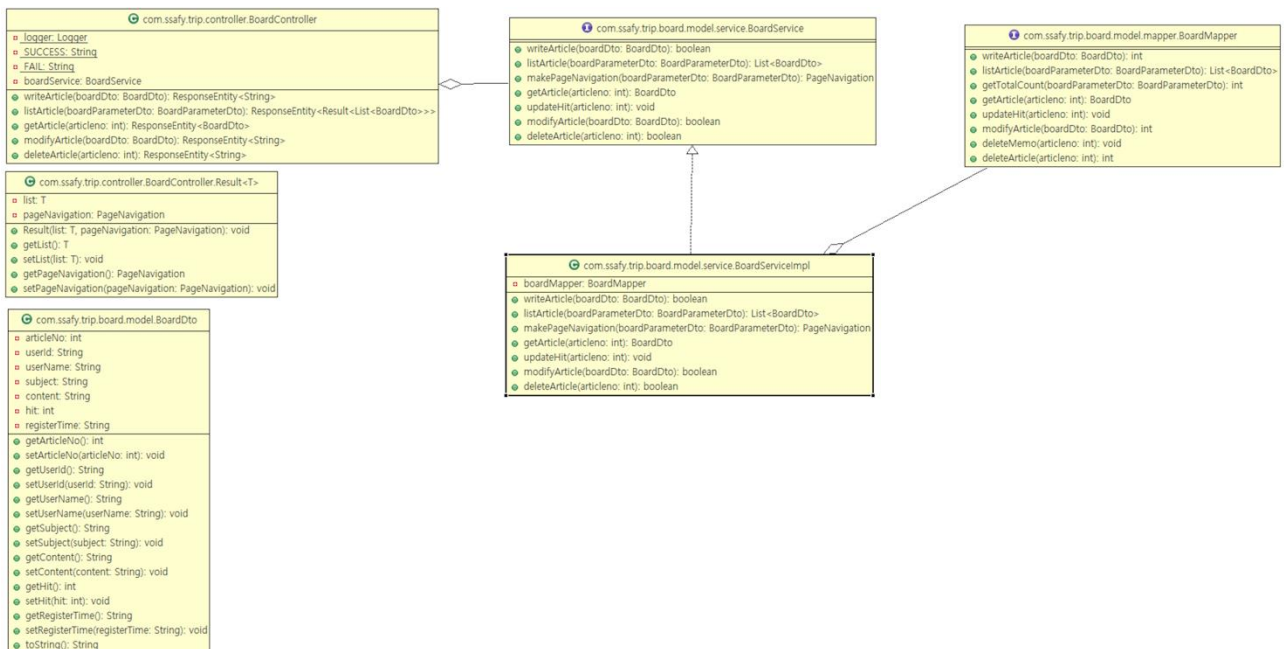 com.ssafy.trip.controller.BoardController
logger: Logger
SUCCESS: String
FAIL: String
boardService: BoardService
writeArticle(boardDto: BoardDto): ResponseEntity<String>
listArticle(boardParameterDto: BoardParameterDto): ResponseEntity<Result<List<BoardDto>>>
getArticle(articleno: int): ResponseEntity<BoardDto>
modifyArticle(boardDto: BoardDto): ResponseEntity<String>
deleteArticle(articleno: int): ResponseEntity<String>
com.ssafy.trip.board.model.service.BoardService
writeArticle(boardDto: BoardDto): boolean
listArticle(boardParameterDto: BoardParameterDto): List<BoardDto>
makePageNavigation(boardParameterDto: BoardParameterDto): PageNavigation
getArticle(articleno: int): BoardDto
updateHit(articleno: int): void
modifyArticle(boardDto: BoardDto): boolean
deleteArticle(articleno: int): boolean
com.ssafy.trip.board.model.mapper.BoardMapper
writeArticle(boardDto: BoardDto): int
listArticle(boardParameterDto: BoardParameterDto): List<BoardDto>
getTotalCount(boardParameterDto: BoardParameterDto): int
getArticle(articleno: int): BoardDto
updateHit(articleno: int): void
modifyArticle(boardDto: BoardDto): int
deleteMemo(articleno: int): void
deleteArticle(articleno: int): int
com.ssafy.trip.controller.BoardController.Result<T>
list: T
pageNavigation: PageNavigation
Result(list: T, pageNavigation: PageNavigation): void
getList(): T
setList(list: T): void
getPageNavigation(): PageNavigation
setPageNavigation(pageNavigation: PageNavigation): void
com.ssafy.trip.board.model.service.BoardServiceImpl
boardMapper: BoardMapper
writeArticle(boardDto: BoardDto): boolean
listArticle(boardParameterDto: BoardParameterDto): List<BoardDto>
makePageNavigation(boardParameterDto: BoardParameterDto): PageNavigation
getArticle(articleno: int): BoardDto
updateHit(articleno: int): void
modifyArticle(boardDto: BoardDto): boolean
deleteArticle(articleno: int): boolean
com.ssafy.trip.board.model.BoardDto
articleNo: int
userId: String
userName: String
subject: String
content: String
hit: int
registerTime: String
getArticleNo(): int
setArticleNo(articleNo: int): void
getUserId(): String
setUserId(userId: String): void
getUserName(): String
setUserName(userName: String): void
getSubject(): String
setSubject(subject: String): void
getContent(): String
setContent(content: String): void
getHit(): int
setHit(hit: int): void
getRegisterTime(): String
setRegisterTime(registerTime: String): void
toString(): String